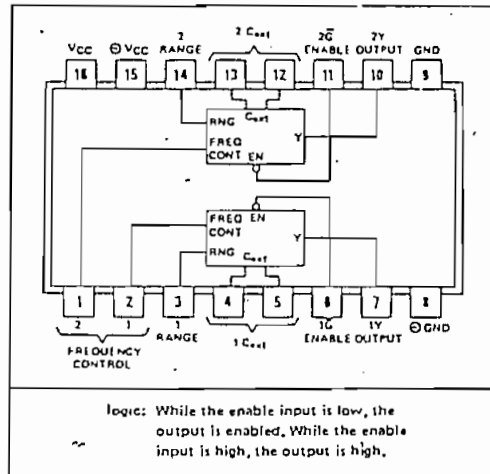 2 2 Cext 2G̅ 2Y
VCC ⊖VCC RANGE ENABLE OUTPUT GND
16 15 14 13 12 11 10 9
RNG Cext
FREQ Y
CONT EN
FREQ EN
CONT Y
RNG Cext
1 2 3 4 5 6 7 8
2 1 1 1G̅ 1Y ⊖GND
FREQUENCY RANGE 1 Cext ENABLE OUTPUT
CONTROL
logic: While the enable input is low, the
output is enabled. While the enable
input is high, the output is high.